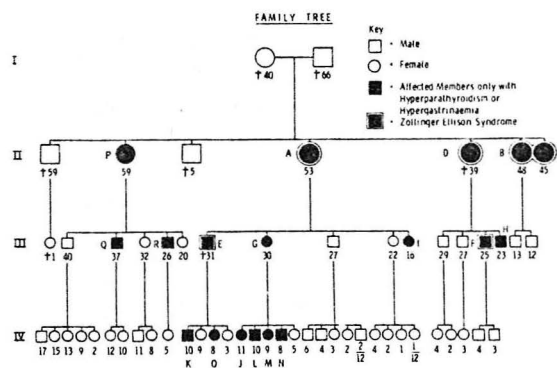 FAMILY TREE
Key
Male
Female
Affected Members only with
Hyperparathyroidism or
Hypergastrinaemia
Zollinger Ellison Syndrome
I
†40 †66
II
P A D B
†59 59 †5 53 †39 48 45
III
Q R E G I F H
†1 40 37 32 26 20 †31 30 27 22 16 29 27 25 23 13 12
IV
17 15 13 9 2 12 10 11 8 5 10 9 8 3 11 10 9 8 5 6 4 3 2 2/12 4 2 1 1/12 4 2 3 4 3
K O J L M N